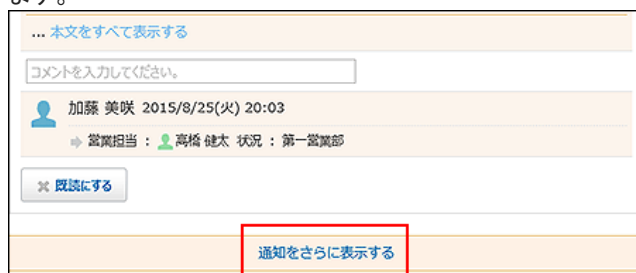 ます。
... 本文をすべて表示する
コメントを入力してください。
加藤 美咲 2015/8/25(火) 20:03
営業担当 : 高橋 健太 状況 : 第一営業部
既読にする
通知をさらに表示する